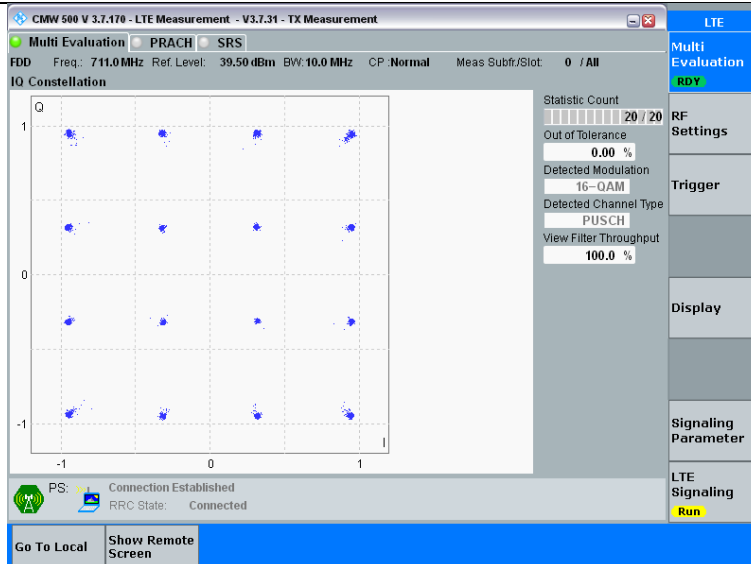 CMW 500 V 3.7.170 - LTE Measurement - V3.7.31 - TX Measurement
LTE
Multi Evaluation PRACH SRS
FDD Freq.: 711.0 MHz Ref. Level: 39.50 dBm BW: 10.0 MHz CP :Normal Meas Subfr./Slot: 0 / All
IQ Constellation
Q
1
0
-1
-1 0 1
I
Statistic Count
20 / 20
Out of Tolerance
0.00 %
Detected Modulation
16-QAM
Detected Channel Type
PUSCH
View Filter Throughput
100.0 %
Multi
Evaluation
RDY
RF
Settings
Trigger
Display
Signaling
Parameter
LTE
Signaling
Run
PS: Connection Established
RRC State: Connected
Go To Local
Show Remote
Screen